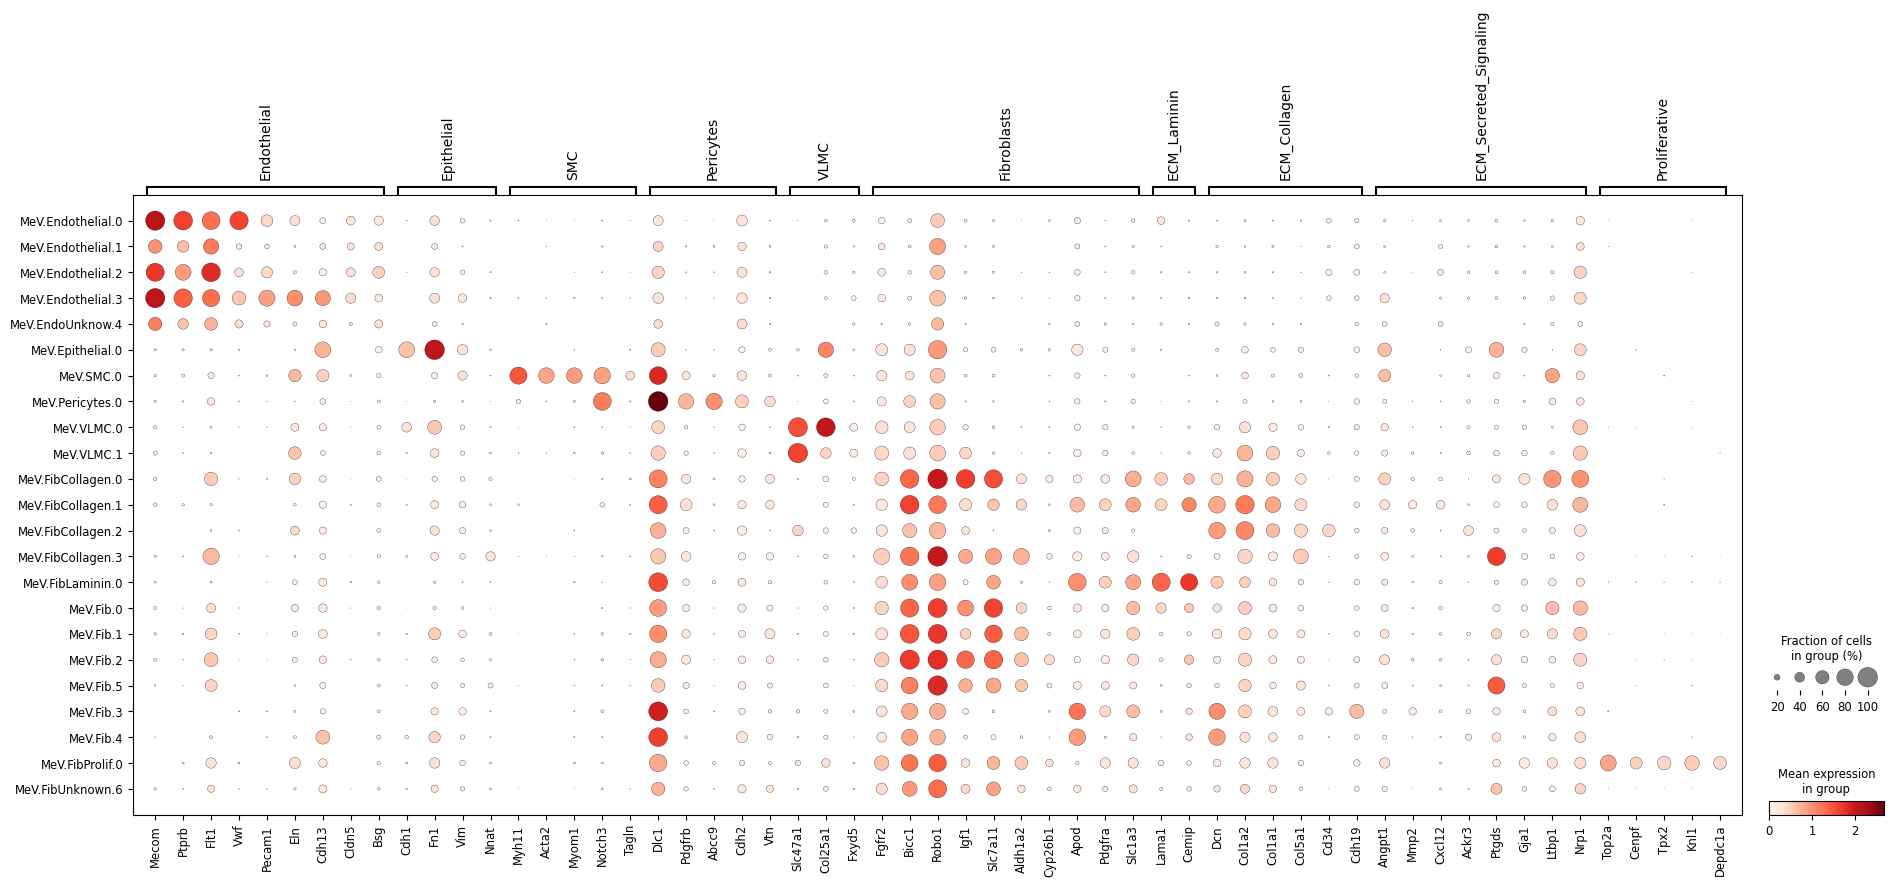 Endothelial
Epithelial
SMC
Pericytes
VLMC
Fibroblasts
ECM_Laminin
ECM_Collagen
ECM_Secreted_Signaling
Proliferative
MeV.Endothelial.0
MeV.Endothelial.1
MeV.Endothelial.2
MeV.Endothelial.3
MeV.EndoUnknow.4
MeV.Epithelial.0
MeV.SMC.0
MeV.Pericytes.0
MeV.VLMC.0
MeV.VLMC.1
MeV.FibCollagen.0
MeV.FibCollagen.1
MeV.FibCollagen.2
MeV.FibCollagen.3
MeV.FibLaminin.0
MeV.Fib.0
MeV.Fib.1
MeV.Fib.2
MeV.Fib.5
MeV.Fib.3
MeV.Fib.4
MeV.FibProlif.0
MeV.FibUnknown.6
Mecom
Ptprb
Flt1
Vwf
Pecam1
Eln
Cdh13
Cldn5
Bsg
Cdh1
Fn1
Vim
Nnat
Myh11
Acta2
Myom1
Notch3
Tagln
Dlc1
Pdgfrb
Abcc9
Cdh2
Vtn
Slc47a1
Col25a1
Fxyd5
Fgfr2
Bicc1
Robo1
Igf1
Slc7a11
Aldh1a2
Cyp26b1
Apod
Pdgfra
Slc1a3
Lama1
Cemip
Dcn
Col1a2
Col1a1
Col5a1
Cd34
Cdh19
Angpt1
Mmp2
Cxcl12
Ackr3
Ptgds
Gja1
Ltbp1
Nrp1
Top2a
Cenpf
Tpx2
Knl1
Depdc1a
Fraction of cells
in group (%)
20 40 60 80 100
Mean expression
in group
0 1 2